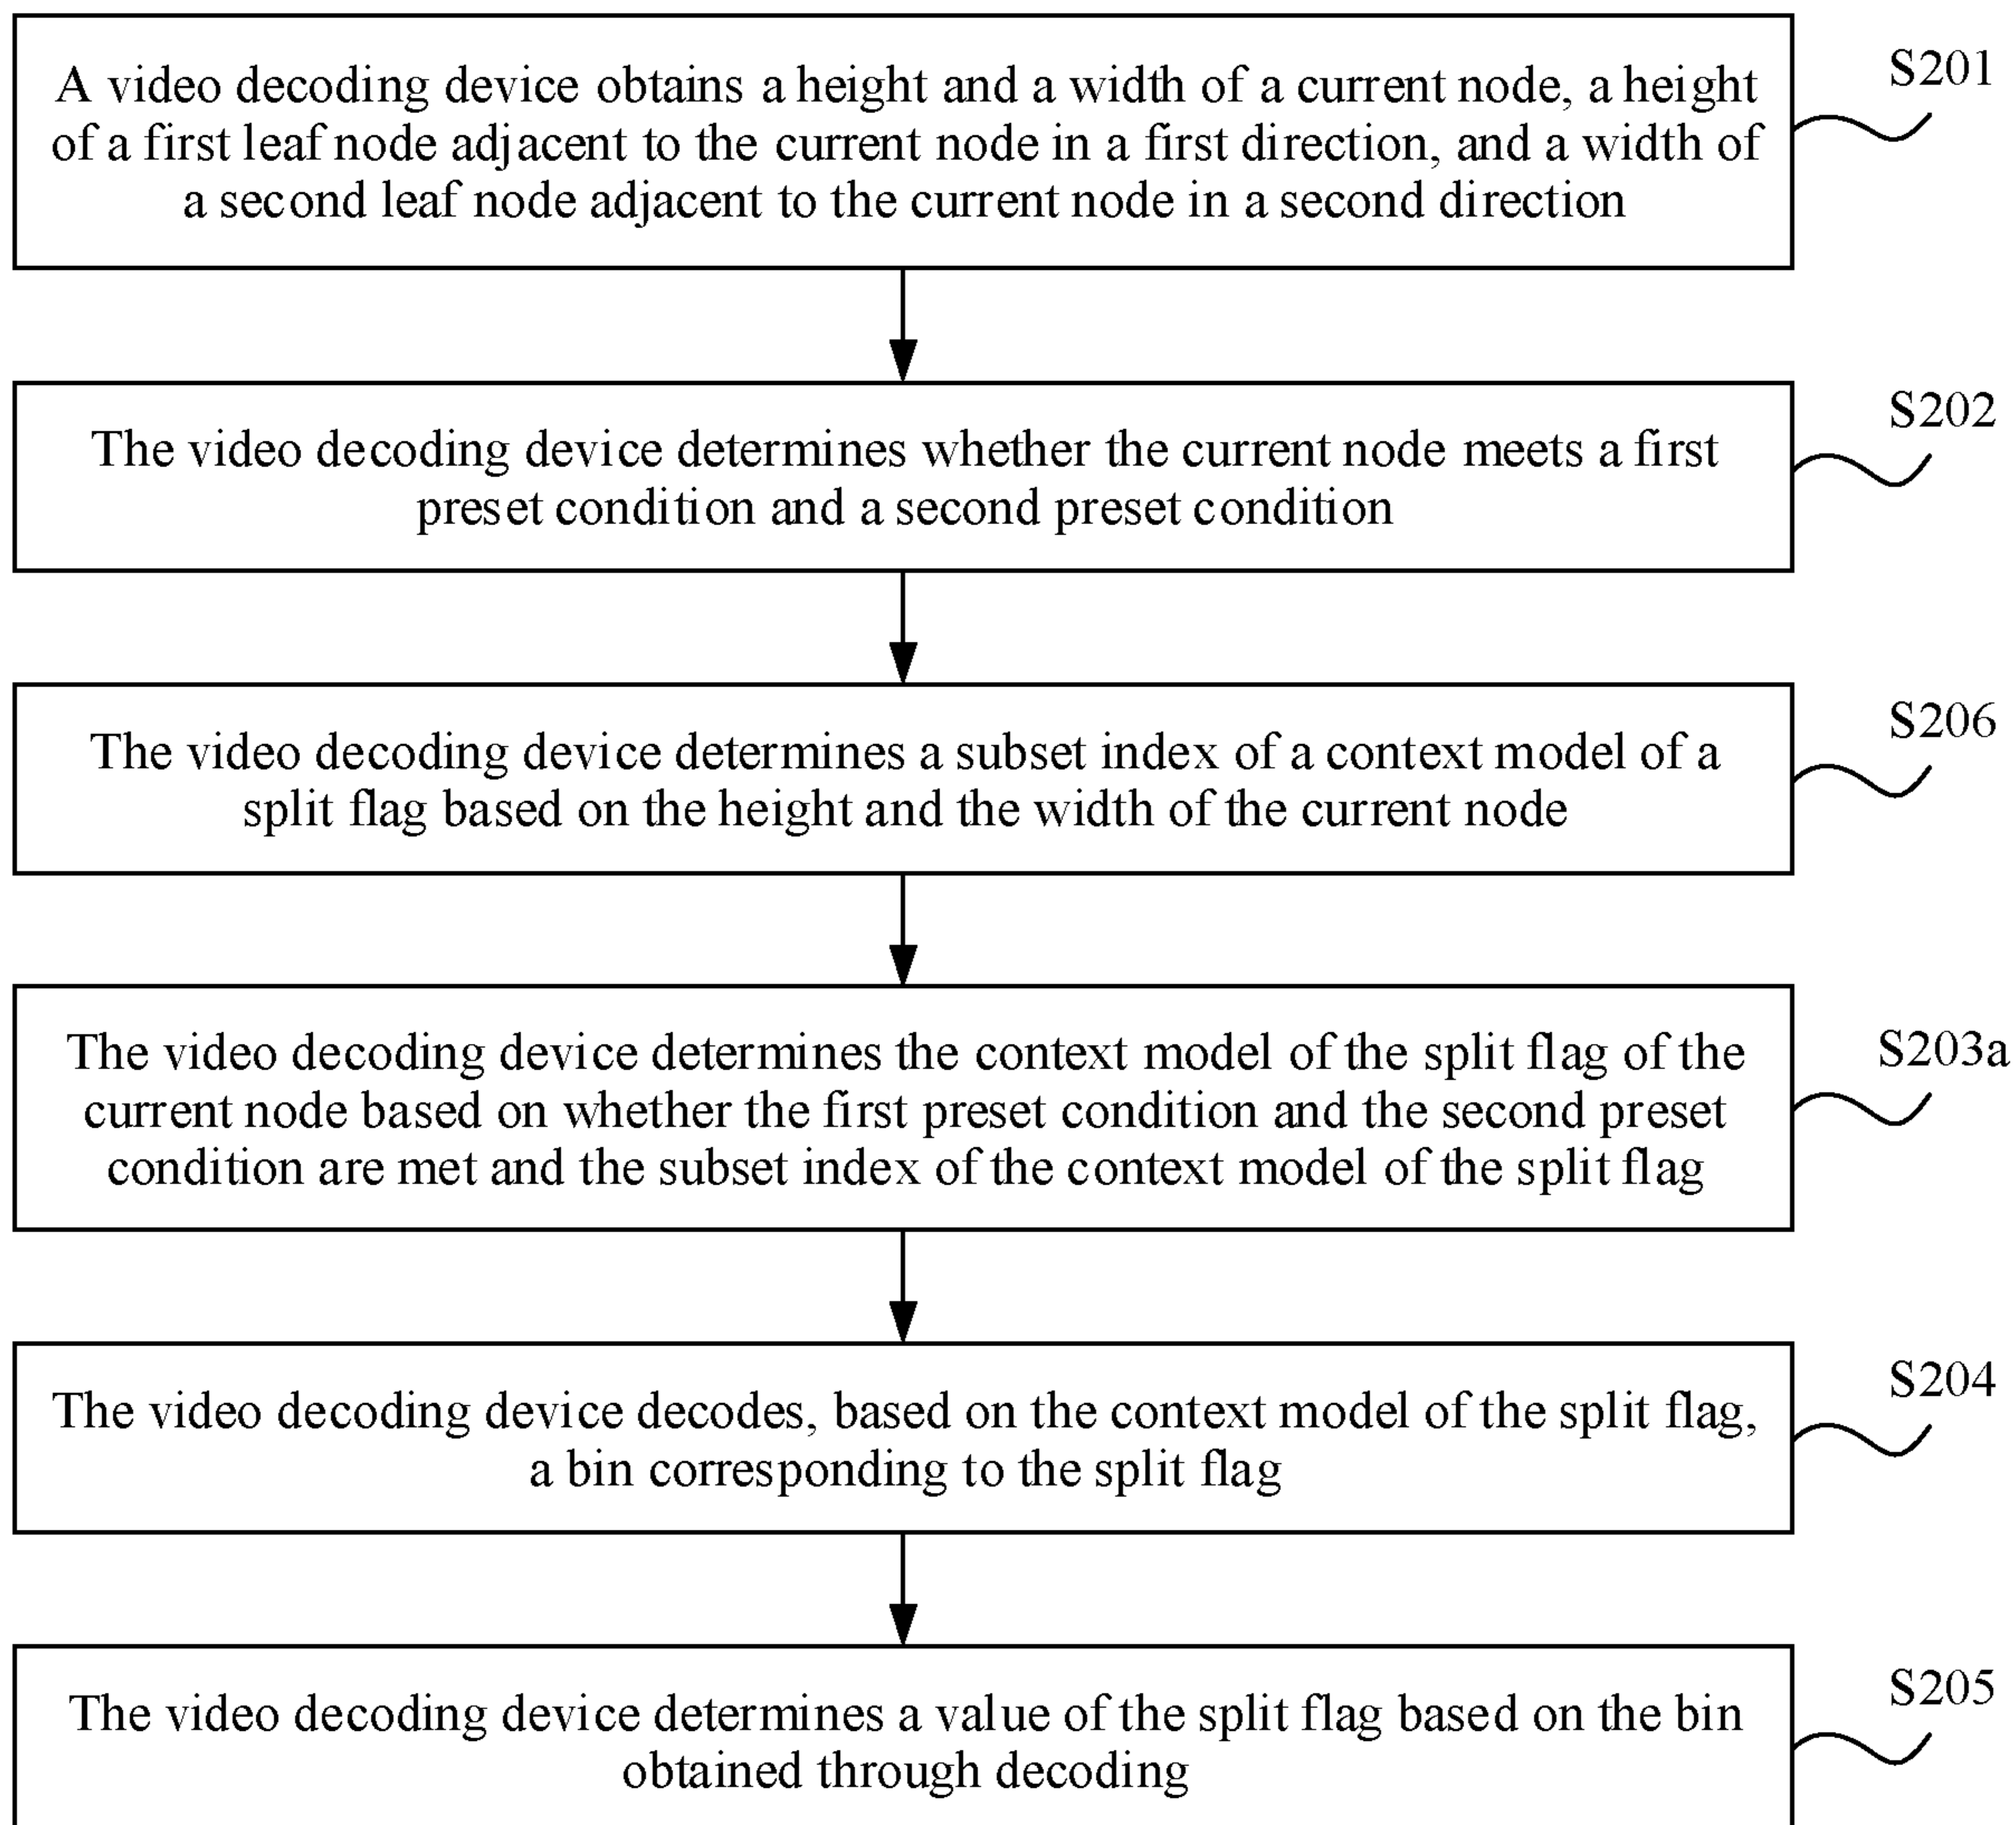 A video decoding device obtains a height and a width of a current node, a height
of a first leaf node adjacent to the current node in a first direction, and a width of
a second leaf node adjacent to the current node in a second direction
S201
The video decoding device determines whether the current node meets a first
preset condition and a second preset condition
S202
The video decoding device determines a subset index of a context model of a
split flag based on the height and the width of the current node
S206
The video decoding device determines the context model of the split flag of the
current node based on whether the first preset condition and the second preset
condition are met and the subset index of the context model of the split flag
S203a
The video decoding device decodes, based on the context model of the split flag,
a bin corresponding to the split flag
S204
The video decoding device determines a value of the split flag based on the bin
obtained through decoding
S205